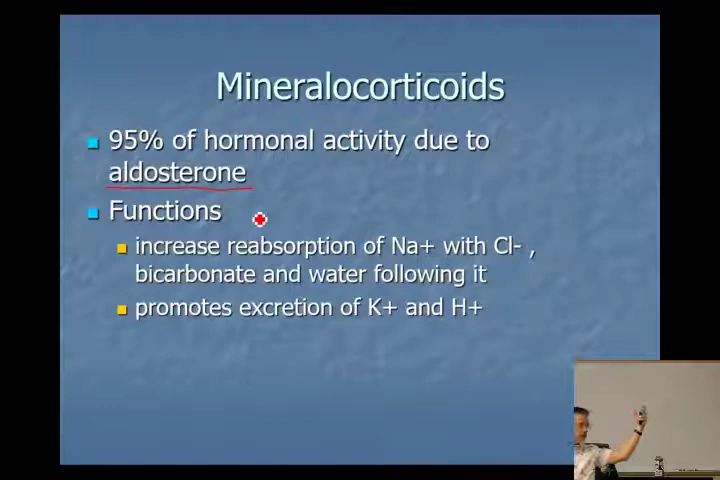 Mineralocorticoids
95% of hormonal activity due to
aldosterone
Functions
increase reabsorption of Na+ with Cl- ,
bicarbonate and water following it
promotes excretion of K+ and H+